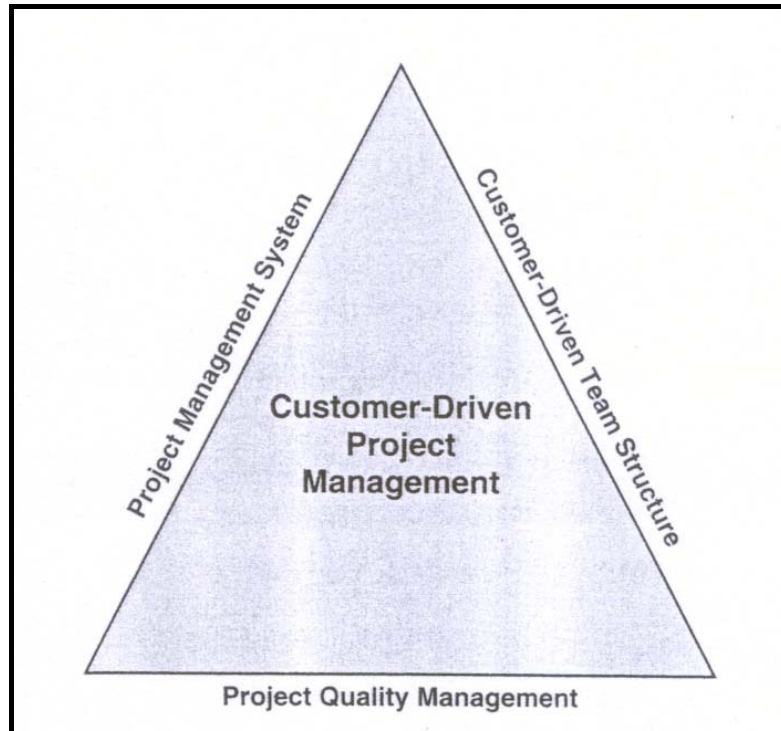 Project Management System
Customer-Driven Team Structure
Customer-Driven
Project
Management
Project Quality Management